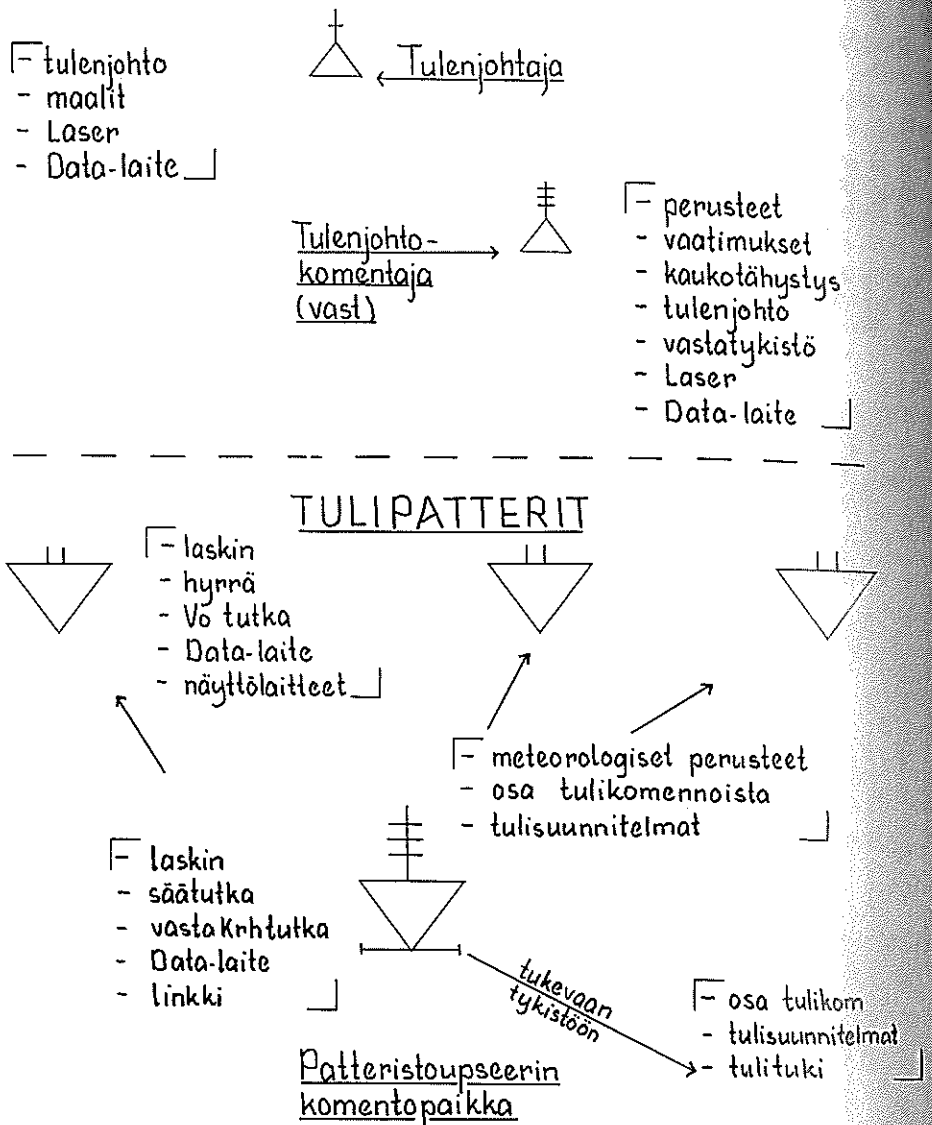 - tulenjohto
- maalit
- Laser
- Data-laite
Tulenjohtaja
Tulenjohto-
komentaja
(vast)
- perusteet
- vaatimukset
- kaukotähystys
- tulenjohto
- vastatykistö
- Laser
- Data-laite
TULIPATTERIT
- laskin
- hyrrä
- Vo tutka
- Data-laite
- näyttölaitteet
- meteorologiset perusteet
- osa tulikomennoista
- tulisuunnitelmat
- laskin
- säätutka
- vastaKrhtutka
- Data-laite
- linkki
tukevaan
tykistöön
- osa tulikom
- tulisuunnitelmat
- tulituki
Patteristoupseerin
komentopaikka